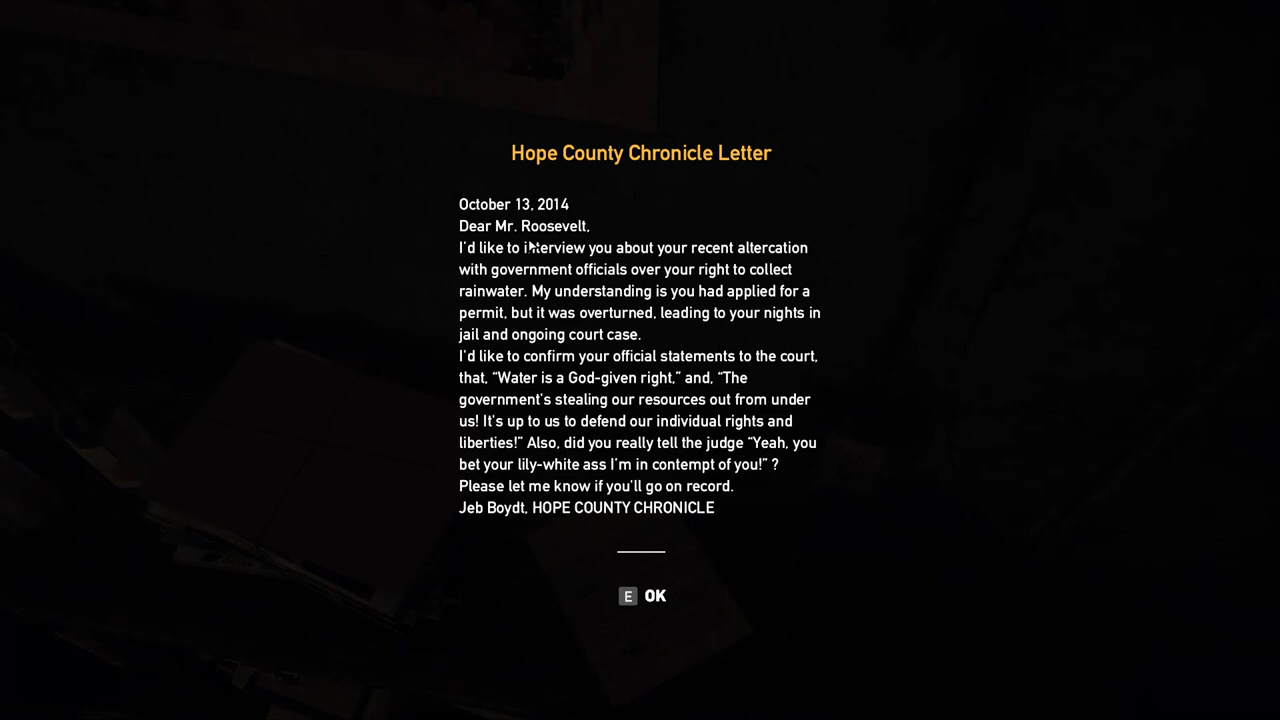 Hope County Chronicle Letter
October 13, 2014
Dear Mr. Roosevelt,
I'd like to interview you about your recent altercation
with government officials over your right to collect
rainwater. My understanding is you had applied for a
permit, but it was overturned, leading to your nights in
jail and ongoing court case.
I'd like to confirm your official statements to the court,
that, “Water is a God-given right,” and, “The
government's stealing our resources out from under
us! It's up to us to defend our individual rights and
liberties!” Also, did you really tell the judge “Yeah, you
bet your lily-white ass I'm in contempt of you!” ?
Please let me know if you'll go on record.
Jeb Boydt, HOPE COUNTY CHRONICLE
E OK